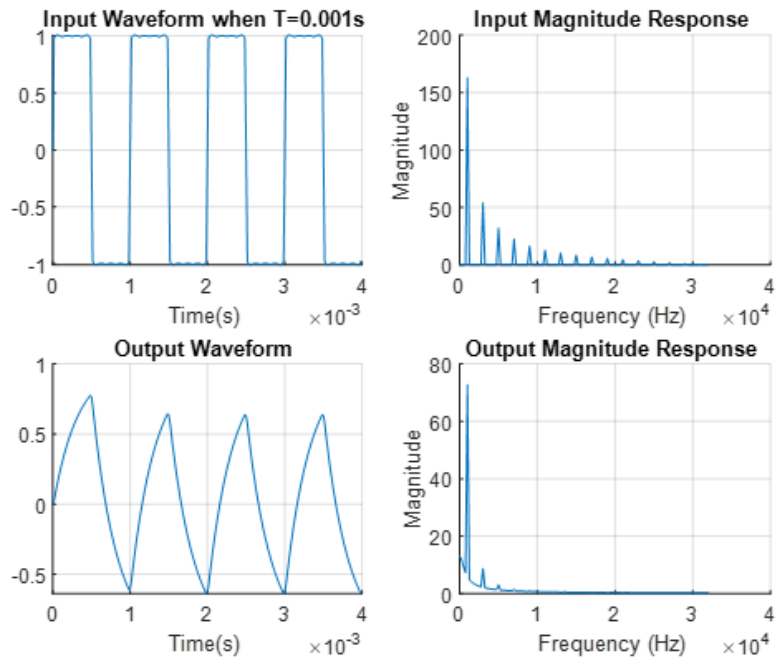 Input Waveform when T=0.001s
1
0.5
0
-0.5
-1
0 1 2 3 4
Time(s) ×10-3
Input Magnitude Response
200
150
100
50
0
Magnitude
0 1 2 3 4
Frequency (Hz) ×104
Output Waveform
1
0.5
0
-0.5
0 1 2 3 4
Time(s) ×10-3
Output Magnitude Response
80
60
40
20
0
Magnitude
0 1 2 3 4
Frequency (Hz) ×104